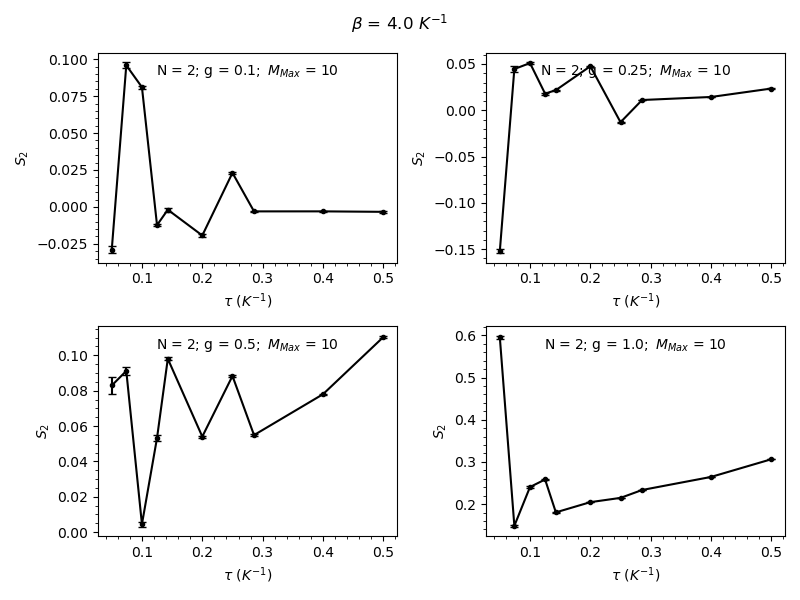 β = 4.0 K⁻¹
N = 2; g = 0.1; M_Max = 10
0.100
0.075
0.050
0.025
0.000
−0.025
S₂
0.1 0.2 0.3 0.4 0.5
τ (K⁻¹)
N = 2; g = 0.25; M_Max = 10
0.05
0.00
−0.05
−0.10
−0.15
S₂
0.1 0.2 0.3 0.4 0.5
τ (K⁻¹)
N = 2; g = 0.5; M_Max = 10
0.10
0.08
0.06
0.04
0.02
0.00
S₂
0.1 0.2 0.3 0.4 0.5
τ (K⁻¹)
N = 2; g = 1.0; M_Max = 10
0.6
0.5
0.4
0.3
0.2
S₂
0.1 0.2 0.3 0.4 0.5
τ (K⁻¹)